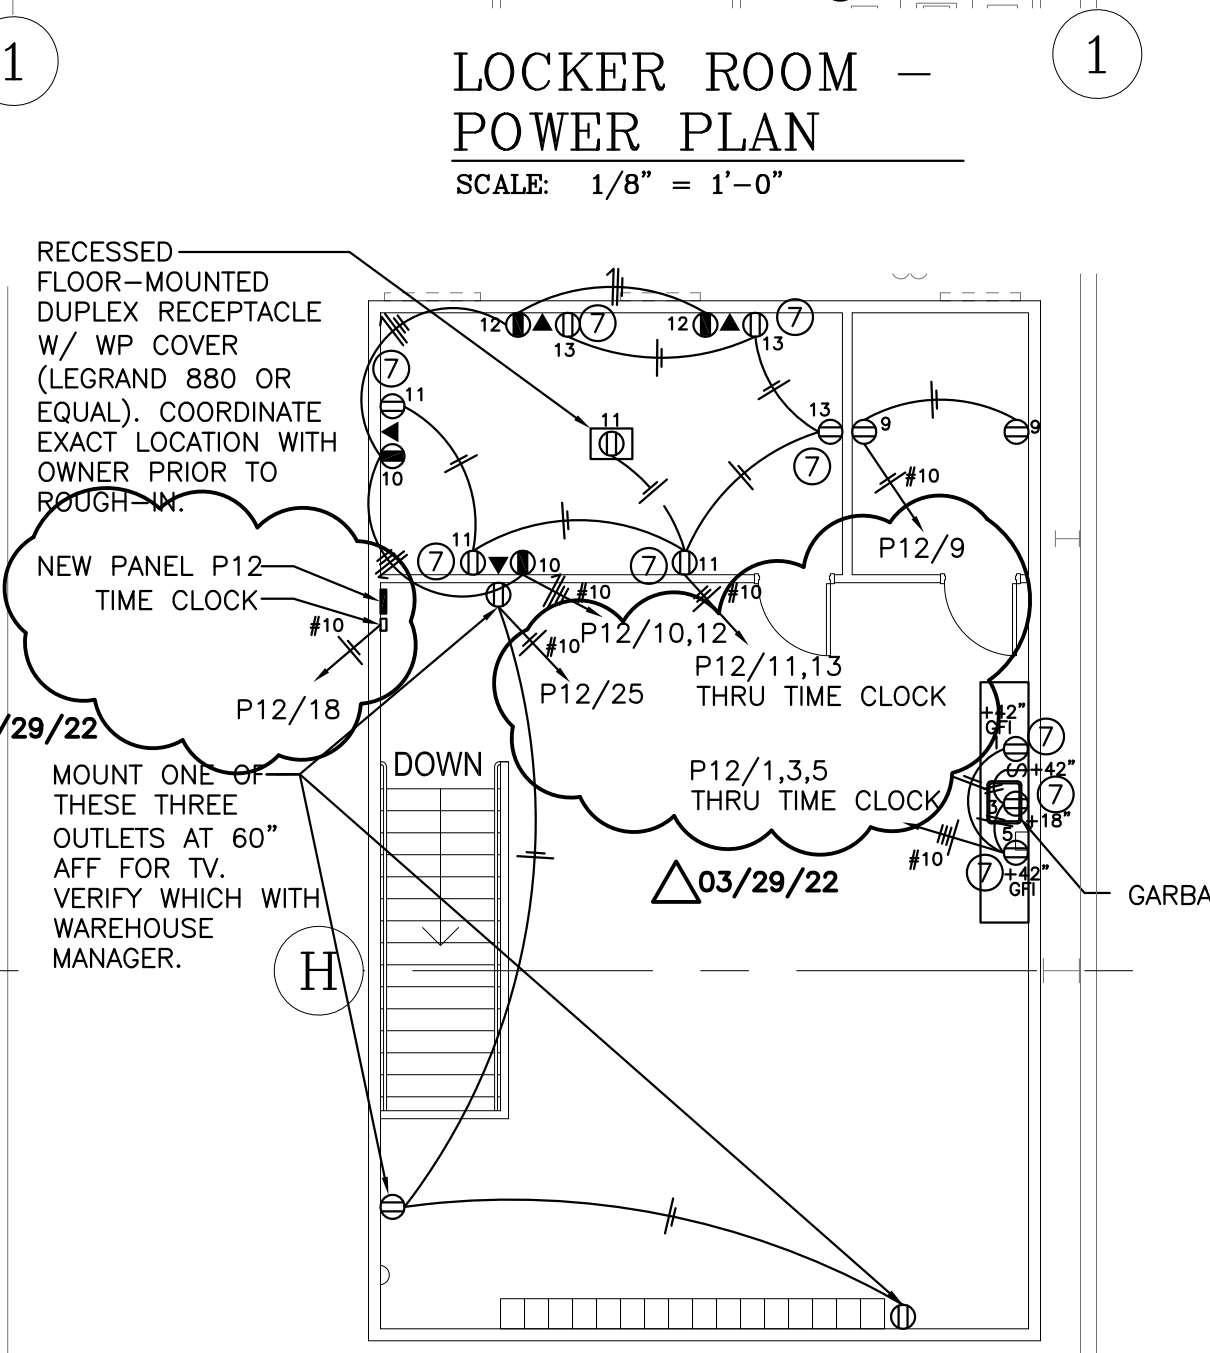 1
1
LOCKER ROOM –
POWER PLAN
SCALE: 1/8" = 1'-0"
RECESSED
FLOOR-MOUNTED
DUPLEX RECEPTACLE
W/ WP COVER
(LEGRAND 880 OR
EQUAL). COORDINATE
EXACT LOCATION WITH
OWNER PRIOR TO
ROUGH-IN.
12
13
7
12
13
7
7
11
10
11
13
7
9
9
#10
P12/9
11
7
10
7
11
#10
#10
P12/10,12
P12/11,13
THRU TIME CLOCK
#10
P12/25
NEW PANEL P12
TIME CLOCK
#10
P12/18
/29/22
MOUNT ONE OF
THESE THREE
OUTLETS AT 60"
AFF FOR TV.
VERIFY WHICH WITH
WAREHOUSE
MANAGER.
DOWN
P12/1,3,5
THRU TIME CLOCK
#10
+42"
GFI
1
7
S
+42"
7
3
+18"
5
7
+42"
GFI
GARBA
03/29/22
H